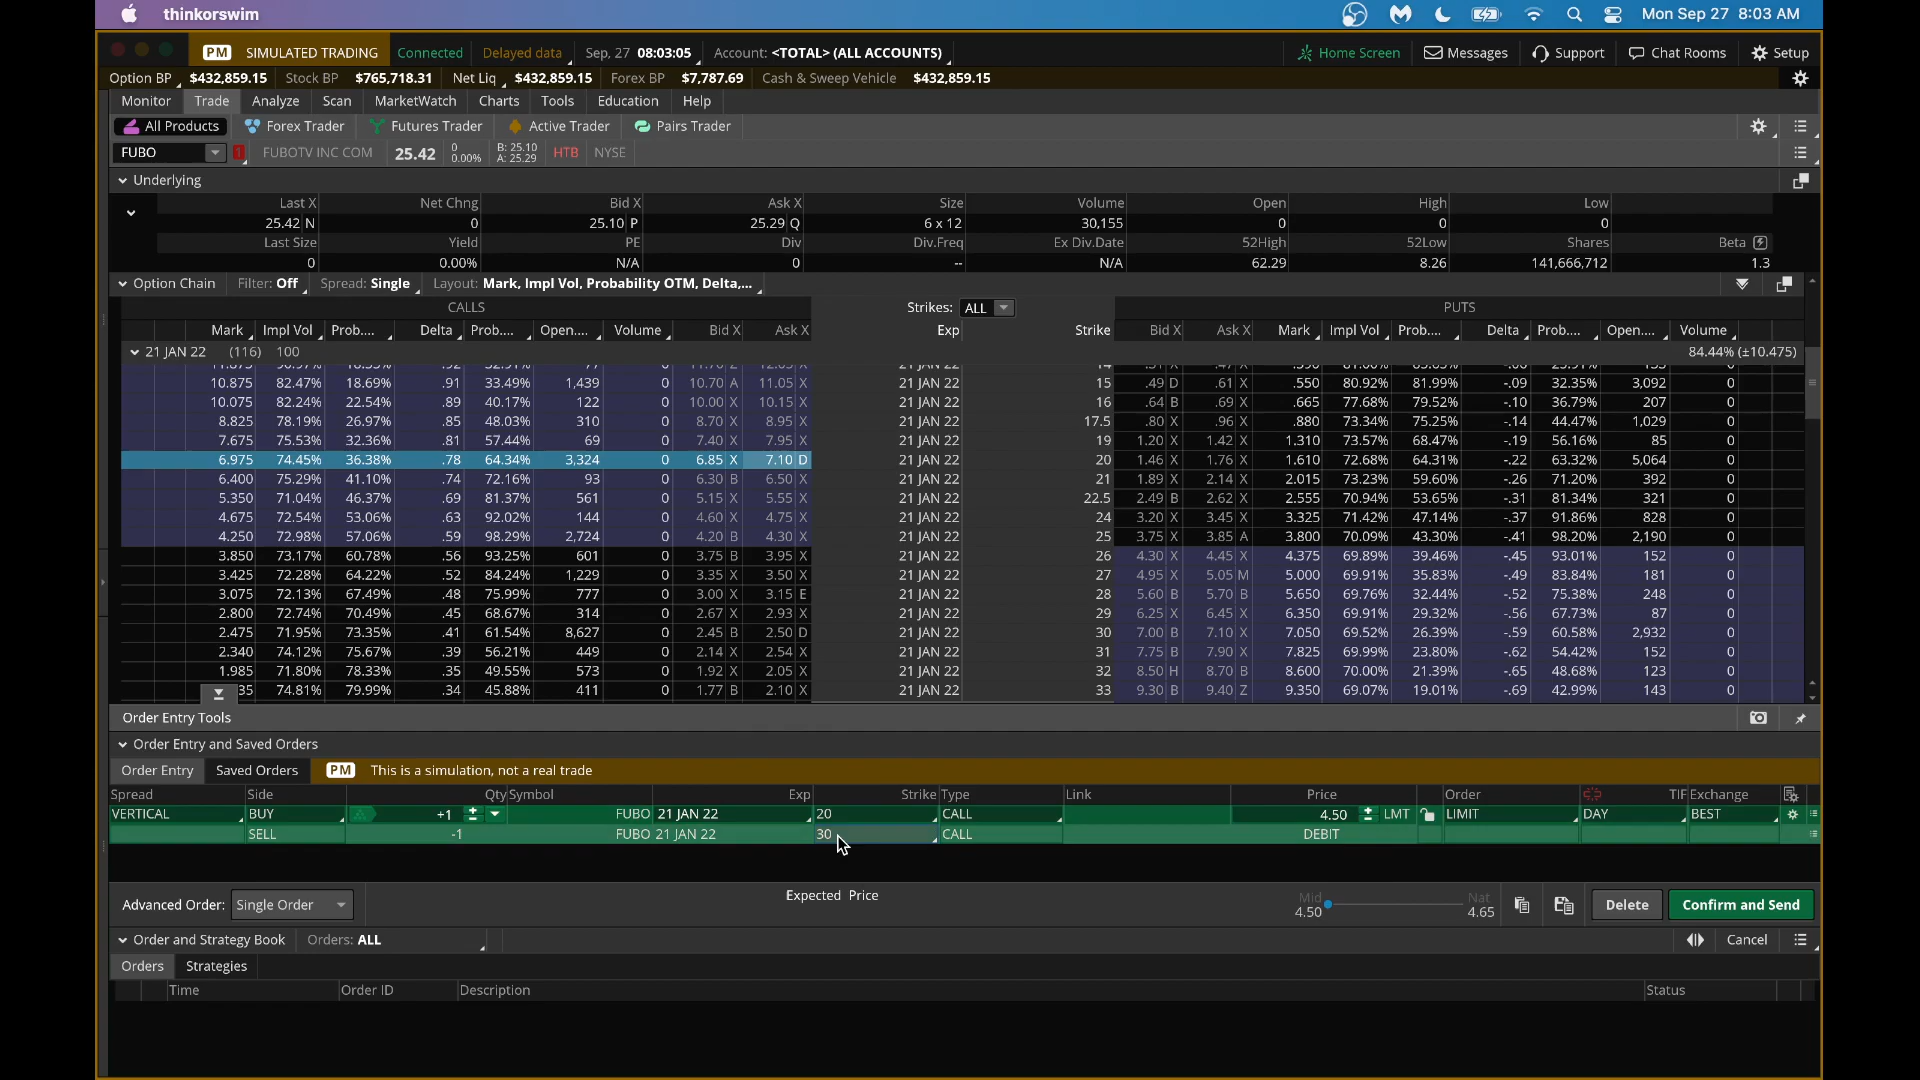 thinkorswim Mon Sep 27 8:03 AM
PM SIMULATED TRADING Connected Delayed data Sep, 27 08:03:05 Account: <TOTAL> (ALL ACCOUNTS) Home Screen Messages Support Chat Rooms Setup
Option BP $432,859.15 Stock BP $765,718.31 Net Liq $432,859.15 Forex BP $7,787.69 Cash & Sweep Vehicle $432,859.15
Monitor Trade Analyze Scan MarketWatch Charts Tools Education Help
All Products Forex Trader Futures Trader Active Trader Pairs Trader
FUBO 1 FUBOTV INC COM 25.42 0 0.00% B: 25.10 A: 25.29 HTB NYSE
Underlying
Last X Net Chng Bid X Ask X Size Volume Open High Low
25.42 N 0 25.10 P 25.29 Q 6 x 12 30,155 0 0 0
Last Size Yield PE Div Div.Freq Ex Div.Date 52High 52Low Shares Beta
0 0.00% N/A 0 -- N/A 62.29 8.26 141,666,712 1.3
Option Chain Filter: Off Spread: Single Layout: Mark, Impl Vol, Probability OTM, Delta,...
CALLS Strikes: ALL PUTS
Mark Impl Vol Prob.... Delta Prob.... Open.... Volume Bid X Ask X Exp Strike Bid X Ask X Mark Impl Vol Prob.... Delta Prob.... Open.... Volume
21 JAN 22 (116) 100 84.44% (±10.475)
10.875 82.47% 18.69% .91 33.49% 1,439 0 10.70 A 11.05 X 21 JAN 22 15 .49 D .61 X .550 80.92% 81.99% -.09 32.35% 3,092 0
10.075 82.24% 22.54% .89 40.17% 122 0 10.00 X 10.15 X 21 JAN 22 16 .64 B .69 X .665 77.68% 79.52% -.10 36.79% 207 0
8.825 78.19% 26.97% .85 48.03% 310 0 8.70 X 8.95 X 21 JAN 22 17.5 .80 X .96 X .880 73.34% 75.25% -.14 44.47% 1,029 0
7.675 75.53% 32.36% .81 57.44% 69 0 7.40 X 7.95 X 21 JAN 22 19 1.20 X 1.42 X 1.310 73.57% 68.47% -.19 56.16% 85 0
6.975 74.45% 36.38% .78 64.34% 3,324 0 6.85 X 7.10 D 21 JAN 22 20 1.46 X 1.76 X 1.610 72.68% 64.31% -.22 63.32% 5,064 0
6.400 75.29% 41.10% .74 72.16% 93 0 6.30 B 6.50 X 21 JAN 22 21 1.89 X 2.14 X 2.015 73.23% 59.60% -.26 71.20% 392 0
5.350 71.04% 46.37% .69 81.37% 561 0 5.15 X 5.55 X 21 JAN 22 22.5 2.49 B 2.62 X 2.555 70.94% 53.65% -.31 81.34% 321 0
4.675 72.54% 53.06% .63 92.02% 144 0 4.60 X 4.75 X 21 JAN 22 24 3.20 X 3.45 X 3.325 71.42% 47.14% -.37 91.86% 828 0
4.250 72.98% 57.06% .59 98.29% 2,724 0 4.20 B 4.30 X 21 JAN 22 25 3.75 X 3.85 A 3.800 70.09% 43.30% -.41 98.20% 2,190 0
3.850 73.17% 60.78% .56 93.25% 601 0 3.75 B 3.95 X 21 JAN 22 26 4.30 X 4.45 X 4.375 69.89% 39.46% -.45 93.01% 152 0
3.425 72.28% 64.22% .52 84.24% 1,229 0 3.35 X 3.50 X 21 JAN 22 27 4.95 X 5.05 M 5.000 69.91% 35.83% -.49 83.84% 181 0
3.075 72.13% 67.49% .48 75.99% 777 0 3.00 X 3.15 E 21 JAN 22 28 5.60 B 5.70 B 5.650 69.76% 32.44% -.52 75.38% 248 0
2.800 72.74% 70.49% .45 68.67% 314 0 2.67 X 2.93 X 21 JAN 22 29 6.25 X 6.45 X 6.350 69.91% 29.32% -.56 67.73% 87 0
2.475 71.95% 73.35% .41 61.54% 8,627 0 2.45 B 2.50 D 21 JAN 22 30 7.00 B 7.10 X 7.050 69.52% 26.39% -.59 60.58% 2,932 0
2.340 74.12% 75.67% .39 56.21% 449 0 2.14 X 2.54 X 21 JAN 22 31 7.75 B 7.90 X 7.825 69.99% 23.80% -.62 54.42% 152 0
1.985 71.80% 78.33% .35 49.55% 573 0 1.92 X 2.05 X 21 JAN 22 32 8.50 H 8.70 B 8.600 70.00% 21.39% -.65 48.68% 123 0
35 74.81% 79.99% .34 45.88% 411 0 1.77 B 2.10 X 21 JAN 22 33 9.30 B 9.40 Z 9.350 69.07% 19.01% -.69 42.99% 143 0
Order Entry Tools
Order Entry and Saved Orders
Order Entry Saved Orders PM This is a simulation, not a real trade
Spread Side Qty Symbol Exp Strike Type Link Price Order TIF Exchange
VERTICAL BUY +1 FUBO 21 JAN 22 20 CALL 4.50 LMT LIMIT DAY BEST
SELL -1 FUBO 21 JAN 22 30 CALL DEBIT
Advanced Order: Single Order Expected Price Mid 4.50 Nat 4.65 Delete Confirm and Send
Order and Strategy Book Orders: ALL Cancel
Orders Strategies
Time Order ID Description Status